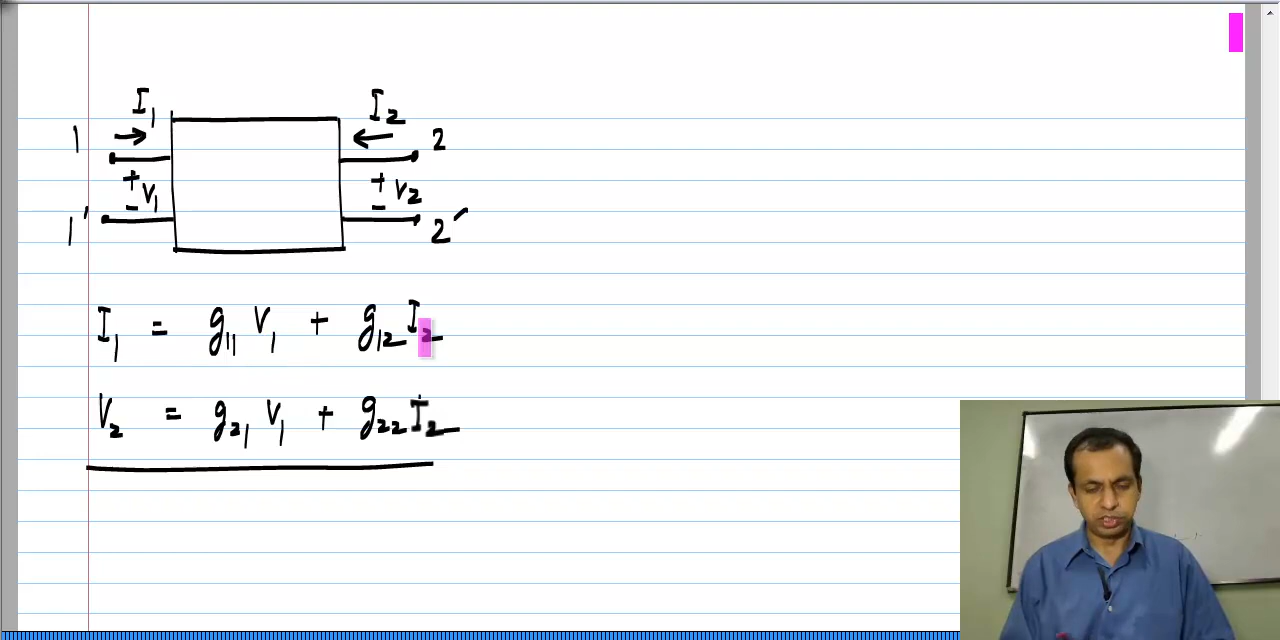 I₁ I₂
1 2
+ V₁ − + V₂ −
1' 2'
I₁ = g₁₁ V₁ + g₁₂ I₂
V₂ = g₂₁ V₁ + g₂₂ I₂